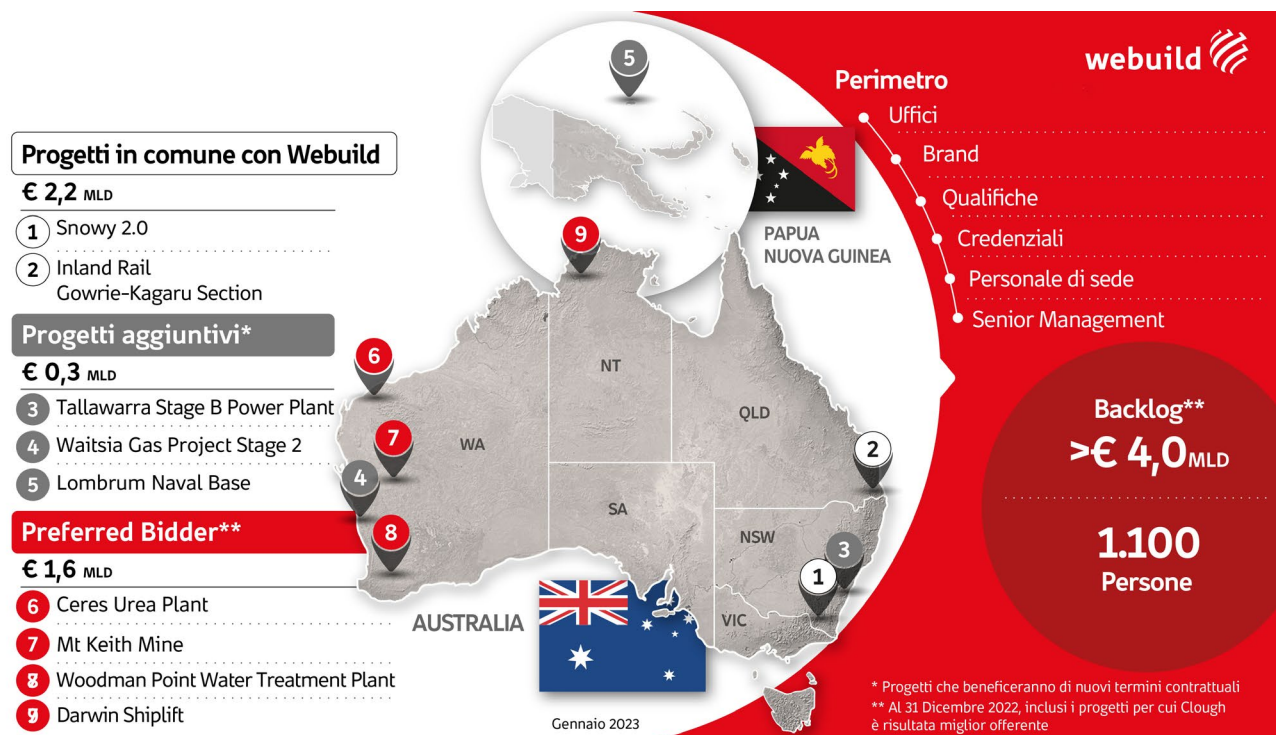 webuild
Progetti in comune con Webuild
€ 2,2 MLD
1 Snowy 2.0
2 Inland Rail
Gowrie-Kagaru Section
Progetti aggiuntivi*
€ 0,3 MLD
3 Tallawarra Stage B Power Plant
4 Waitsia Gas Project Stage 2
5 Lombrum Naval Base
Preferred Bidder**
€ 1,6 MLD
6 Ceres Urea Plant
7 Mt Keith Mine
8 Woodman Point Water Treatment Plant
9 Darwin Shiplift
5
PAPUA
NUOVA GUINEA
9
6
7
4
8
2
3
1
NT
QLD
WA
SA
NSW
VIC
AUSTRALIA
Gennaio 2023
Perimetro
Uffici
Brand
Qualifiche
Credenziali
Personale di sede
Senior Management
Backlog**
>€ 4,0 MLD
1.100
Persone
* Progetti che beneficeranno di nuovi termini contrattuali
** Al 31 Dicembre 2022, inclusi i progetti per cui Clough
è risultata miglior offerente